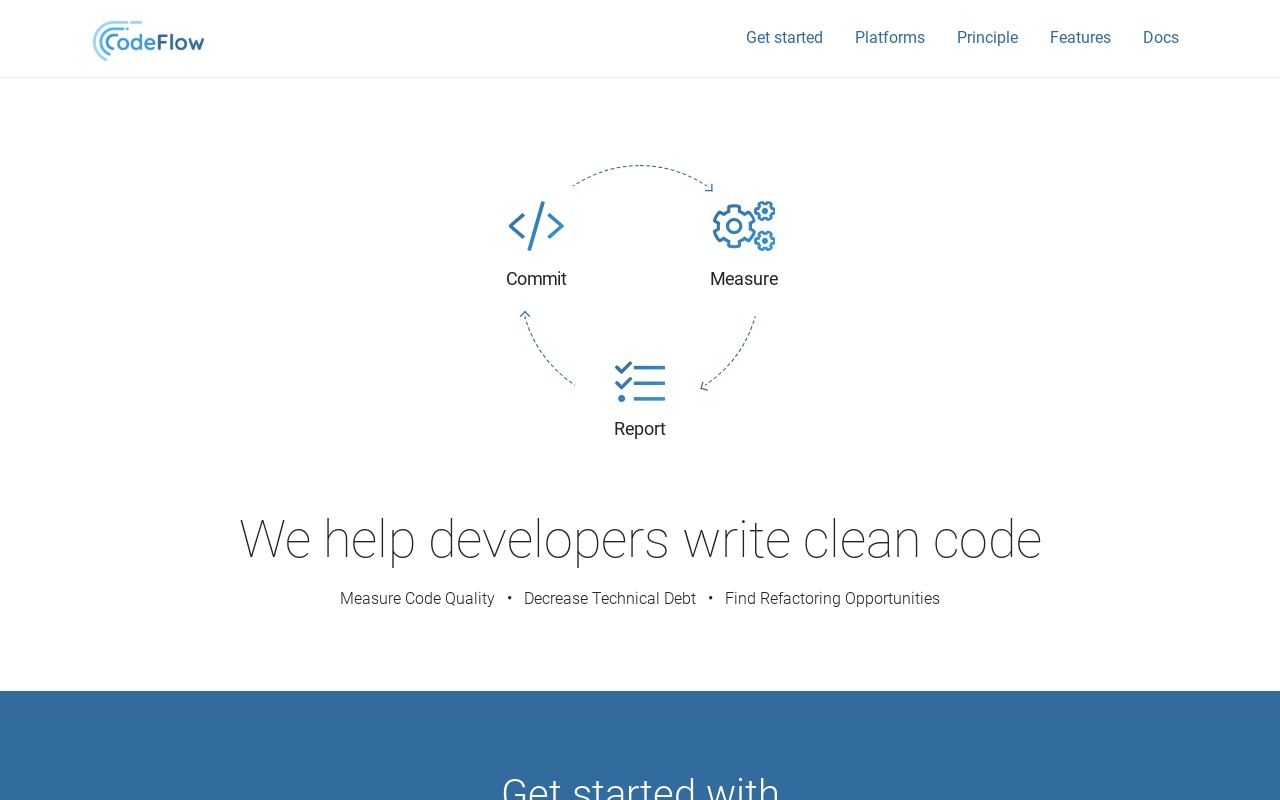 CodeFlow
Get started
Platforms
Principle
Features
Docs
Commit
Measure
Report
We help developers write clean code
Measure Code Quality • Decrease Technical Debt • Find Refactoring Opportunities
Get started with